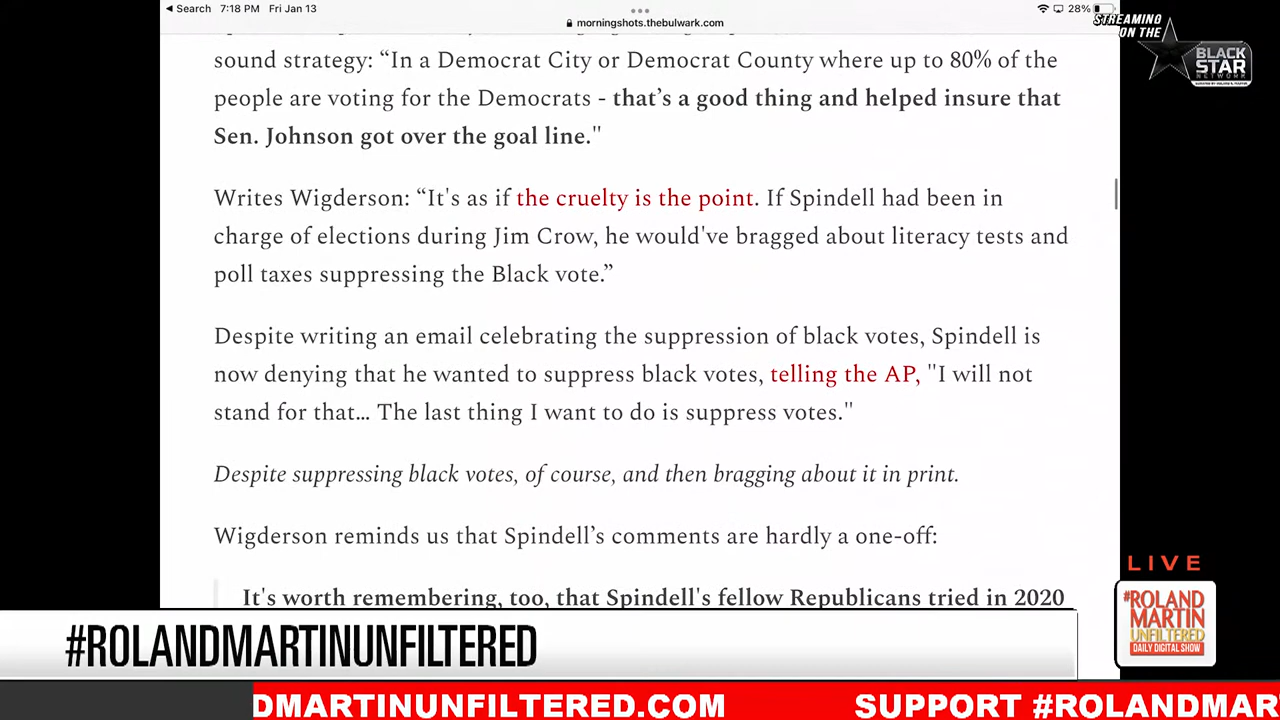 Search 7:18 PM Fri Jan 13
28%
morningshots.thebulwark.com
STREAMING
ON THE
BLACK
STAR
NETWORK
sound strategy: “In a Democrat City or Democrat County where up to 80% of the
people are voting for the Democrats - that’s a good thing and helped insure that
Sen. Johnson got over the goal line."
Writes Wigderson: “It's as if the cruelty is the point. If Spindell had been in
charge of elections during Jim Crow, he would've bragged about literacy tests and
poll taxes suppressing the Black vote.”
Despite writing an email celebrating the suppression of black votes, Spindell is
now denying that he wanted to suppress black votes, telling the AP, "I will not
stand for that… The last thing I want to do is suppress votes."
Despite suppressing black votes, of course, and then bragging about it in print.
Wigderson reminds us that Spindell’s comments are hardly a one-off:
It's worth remembering, too, that Spindell's fellow Republicans tried in 2020
LIVE
#ROLAND
MARTIN
UNFILTERED
DAILY DIGITAL SHOW
#ROLANDMARTINUNFILTERED
DMARTINUNFILTERED.COM SUPPORT #ROLANDMAR